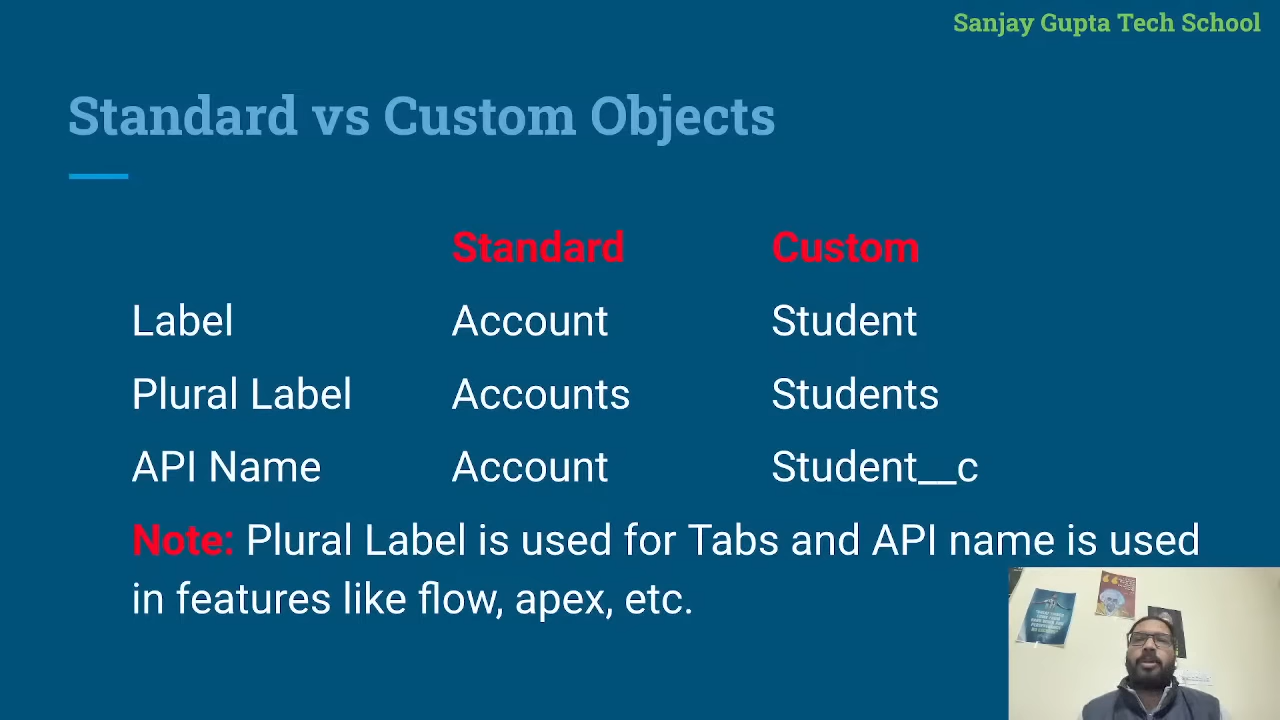 Sanjay Gupta Tech School
Standard vs Custom Objects
Standard Custom
Label Account Student
Plural Label Accounts Students
API Name Account Student__c
Note: Plural Label is used for Tabs and API name is used
in features like flow, apex, etc.